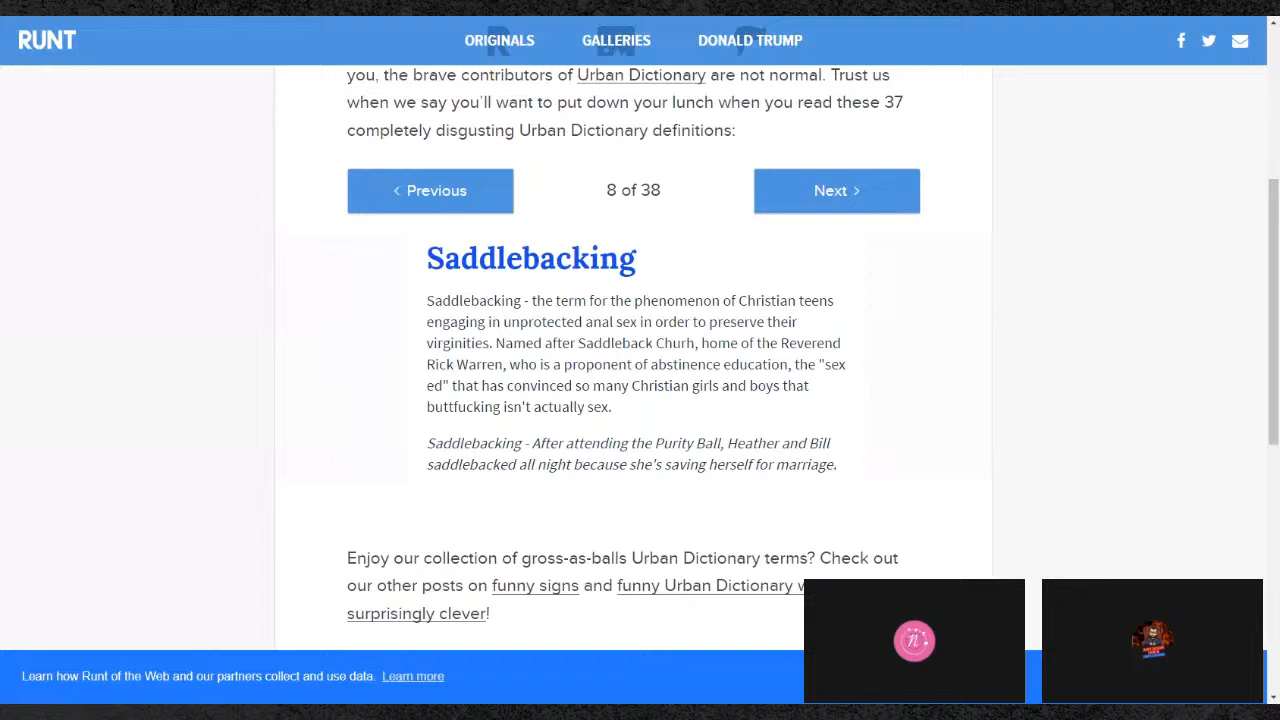 RUNT
ORIGINALS
GALLERIES
DONALD TRUMP
you, the brave contributors of Urban Dictionary are not normal. Trust us
when we say you'll want to put down your lunch when you read these 37
completely disgusting Urban Dictionary definitions:
Previous
8 of 38
Next
Saddlebacking
Saddlebacking - the term for the phenomenon of Christian teens
engaging in unprotected anal sex in order to preserve their
virginities. Named after Saddleback Churh, home of the Reverend
Rick Warren, who is a proponent of abstinence education, the "sex
ed" that has convinced so many Christian girls and boys that
buttfucking isn't actually sex.
Saddlebacking - After attending the Purity Ball, Heather and Bill
saddlebacked all night because she's saving herself for marriage.
Enjoy our collection of gross-as-balls Urban Dictionary terms? Check out
our other posts on funny signs and funny Urban Dictionary
surprisingly clever!
Learn how Runt of the Web and our partners collect and use data. Learn more